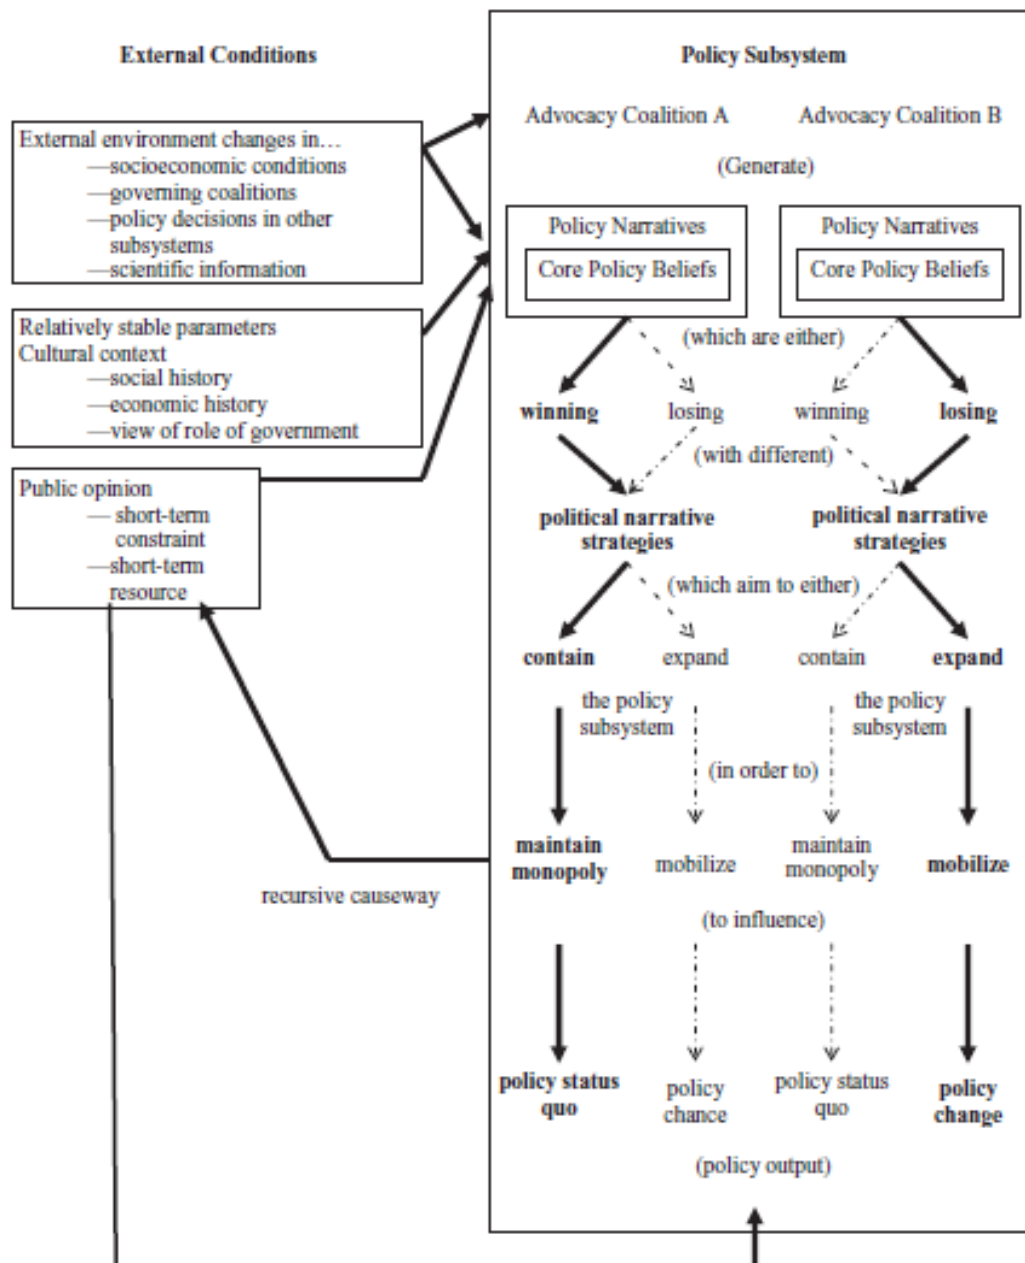 External Conditions
External environment changes in…
—socioeconomic conditions
—governing coalitions
—policy decisions in other
subsystems
—scientific information
Relatively stable parameters
Cultural context
—social history
—economic history
—view of role of government
Public opinion
— short-term
constraint
—short-term
resource
recursive causeway
Policy Subsystem
Advocacy Coalition A
Advocacy Coalition B
(Generate)
Policy Narratives
Core Policy Beliefs
Policy Narratives
Core Policy Beliefs
(which are either)
winning
losing
winning
losing
(with different)
political narrative
strategies
political narrative
strategies
(which aim to either)
contain
expand
contain
expand
the policy
subsystem
the policy
subsystem
(in order to)
maintain
monopoly
mobilize
maintain
monopoly
mobilize
(to influence)
policy status
quo
policy
chance
policy status
quo
policy
change
(policy output)